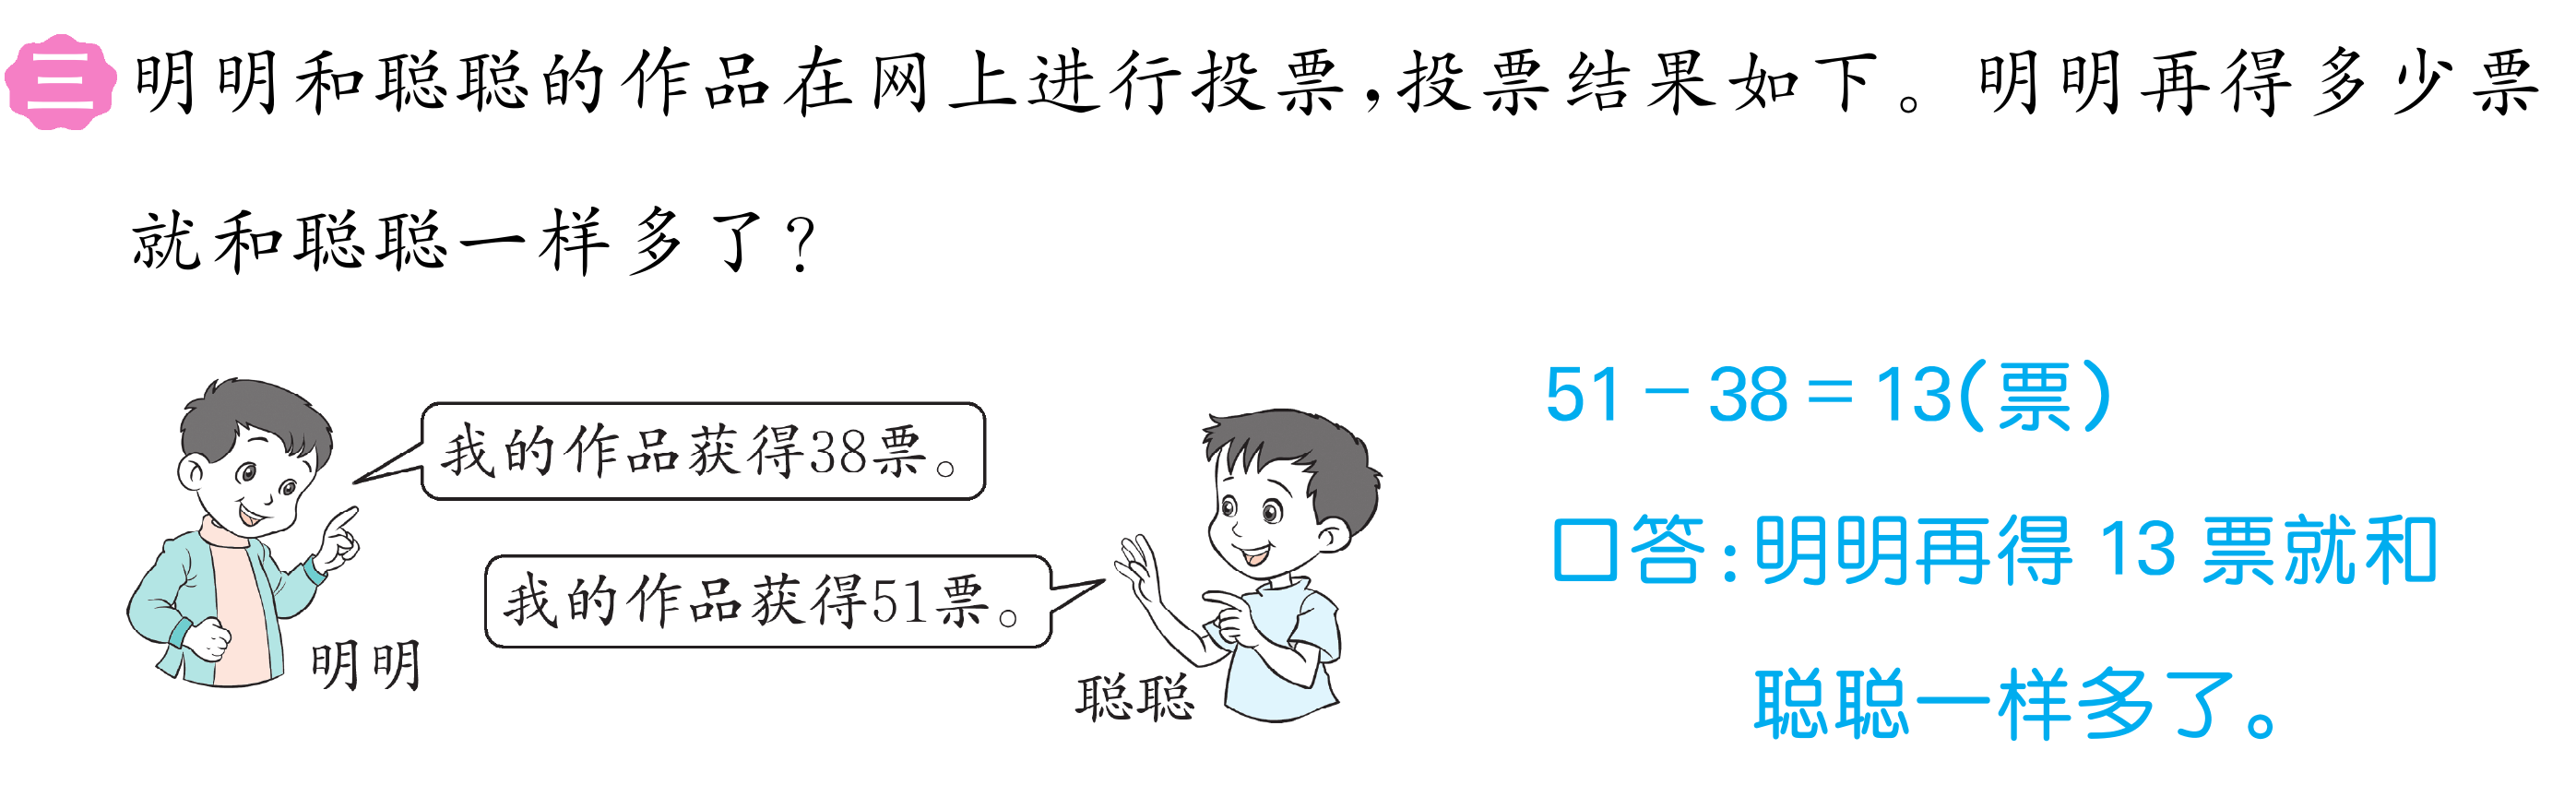 三 明明和聪聪的作品在网上进行投票,投票结果如下。明明再得多少票
就和聪聪一样多了?
我的作品获得38票。
我的作品获得51票。
明明
聪聪
51-38=13(票)
口答:明明再得 13 票就和
聪聪一样多了。